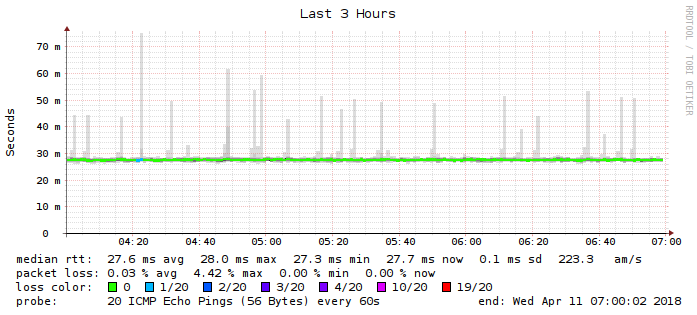 Last 3 Hours
RRDTOOL / TOBI OETIKER
Seconds
70 m
60 m
50 m
40 m
30 m
20 m
10 m
0
04:20 04:40 05:00 05:20 05:40 06:00 06:20 06:40 07:00
median rtt: 27.6 ms avg 28.0 ms max 27.3 ms min 27.7 ms now 0.1 ms sd 223.3 am/s
packet loss: 0.03 % avg 4.42 % max 0.00 % min 0.00 % now
loss color: 0 1/20 2/20 3/20 4/20 10/20 19/20
probe: 20 ICMP Echo Pings (56 Bytes) every 60s end: Wed Apr 11 07:00:02 2018